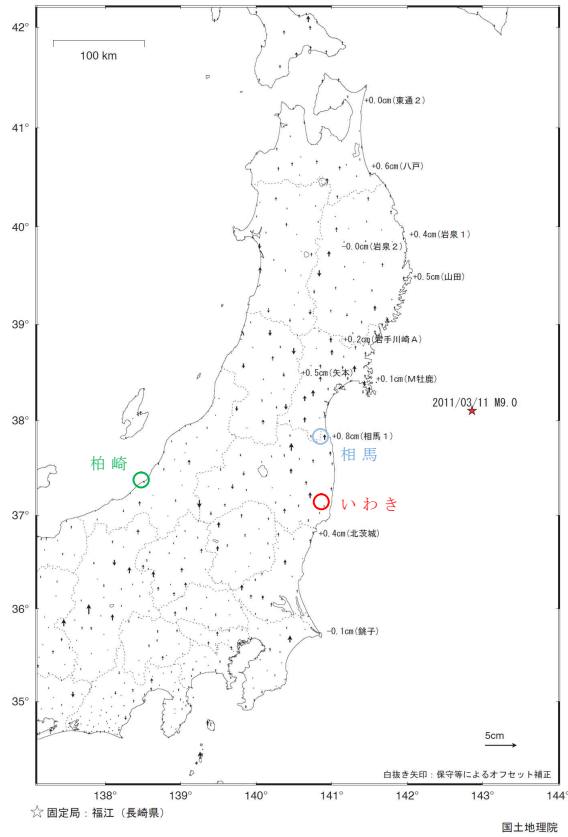 42°
100 km
+0.0cm(東通2)
41°
+0.6cm(八戸)
40°
+0.4cm(岩泉1)
-0.0cm(岩泉2)
+0.5cm(山田)
39°
+0.2cm(岩手川崎A)
+0.5cm(矢本)
+0.1cm(M牡鹿)
2011/03/11 M9.0
38°
+0.8cm(相馬1)
相馬
柏崎
いわき
37°
+0.4cm(北茨城)
36°
-0.1cm(銚子)
35°
5cm
白抜き矢印:保守等によるオフセット補正
138° 139° 140° 141° 142° 143° 144°
☆ 固定局:福江(長崎県)
国土地理院